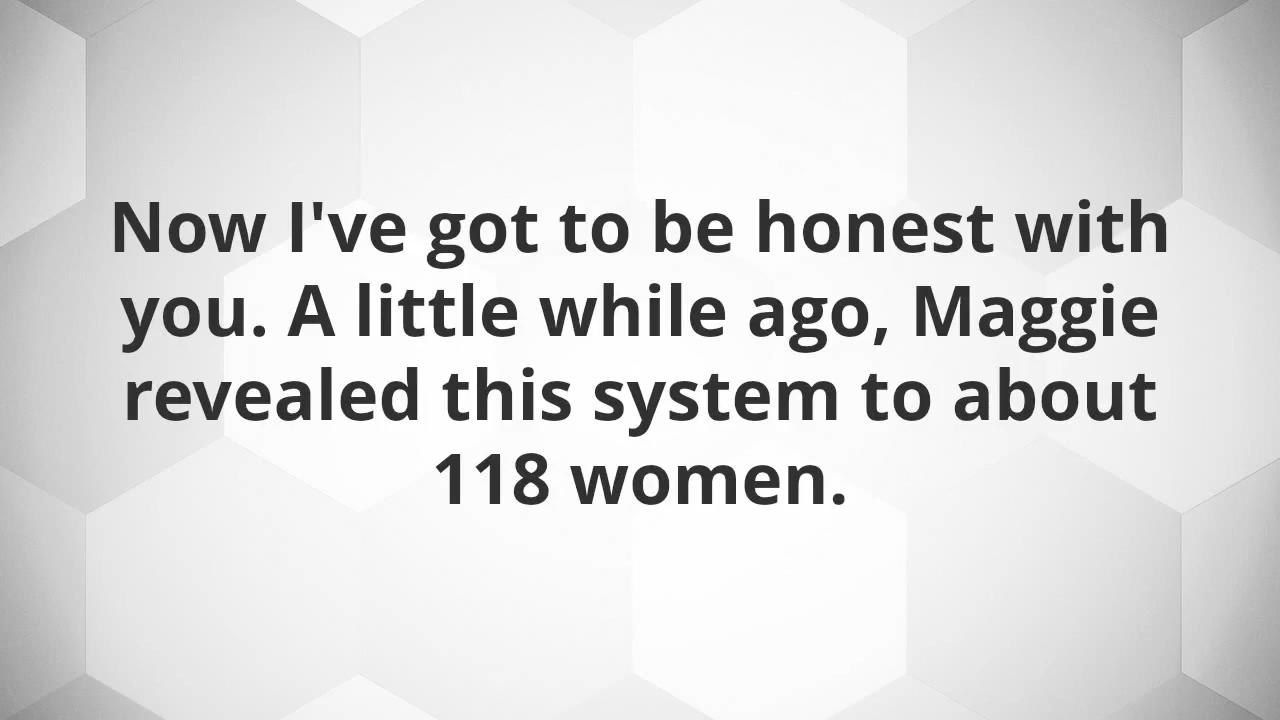 Now I've got to be honest with
you. A little while ago, Maggie
revealed this system to about
118 women.